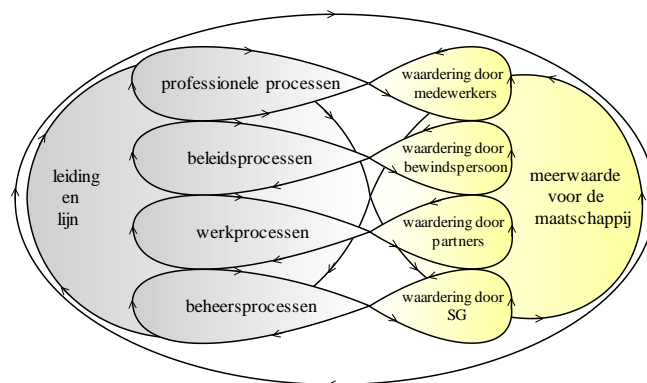 professionele processen
waardering door
medewerkers
leiding
en
lijn
beleidsprocessen
waardering door
bewindspersoon
meerwaarde
voor de
maatschappij
werkprocessen
waardering door
partners
beheersprocessen
waardering door
SG